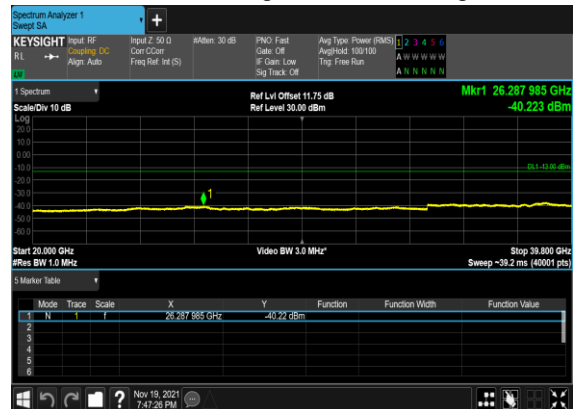 Spectrum Analyzer 1
Swept SA
+
KEYSIGHT Input: RF Input Z: 50 Ω #Atten: 30 dB PNO: Fast Avg Type: Power (RMS) 1 2 3 4 5 6
RL Coupling: DC Corr CCorr Gate: Off Avg|Hold: 100/100 A W W W W W
Align: Auto Freq Ref: Int (S) IF Gain: Low Trig: Free Run
LXI Sig Track: Off A N N N N N
1 Spectrum Ref Lvl Offset 11.75 dB Mkr1 26.287 985 GHz
Scale/Div 10 dB Ref Level 30.00 dBm -40.223 dBm
Log
20.0
10.0
0.00
-10.0 DL1 -13.00 dBm
-20.0
-30.0 1
-40.0
-50.0
-60.0
Start 20.000 GHz Video BW 3.0 MHz* Stop 39.800 GHz
#Res BW 1.0 MHz Sweep ~39.2 ms (40001 pts)
5 Marker Table
Mode Trace Scale X Y Function Function Width Function Value
1 N 1 f 26.287 985 GHz -40.22 dBm
2
3
4
5
6
? Nov 19, 2021
7:47:26 PM